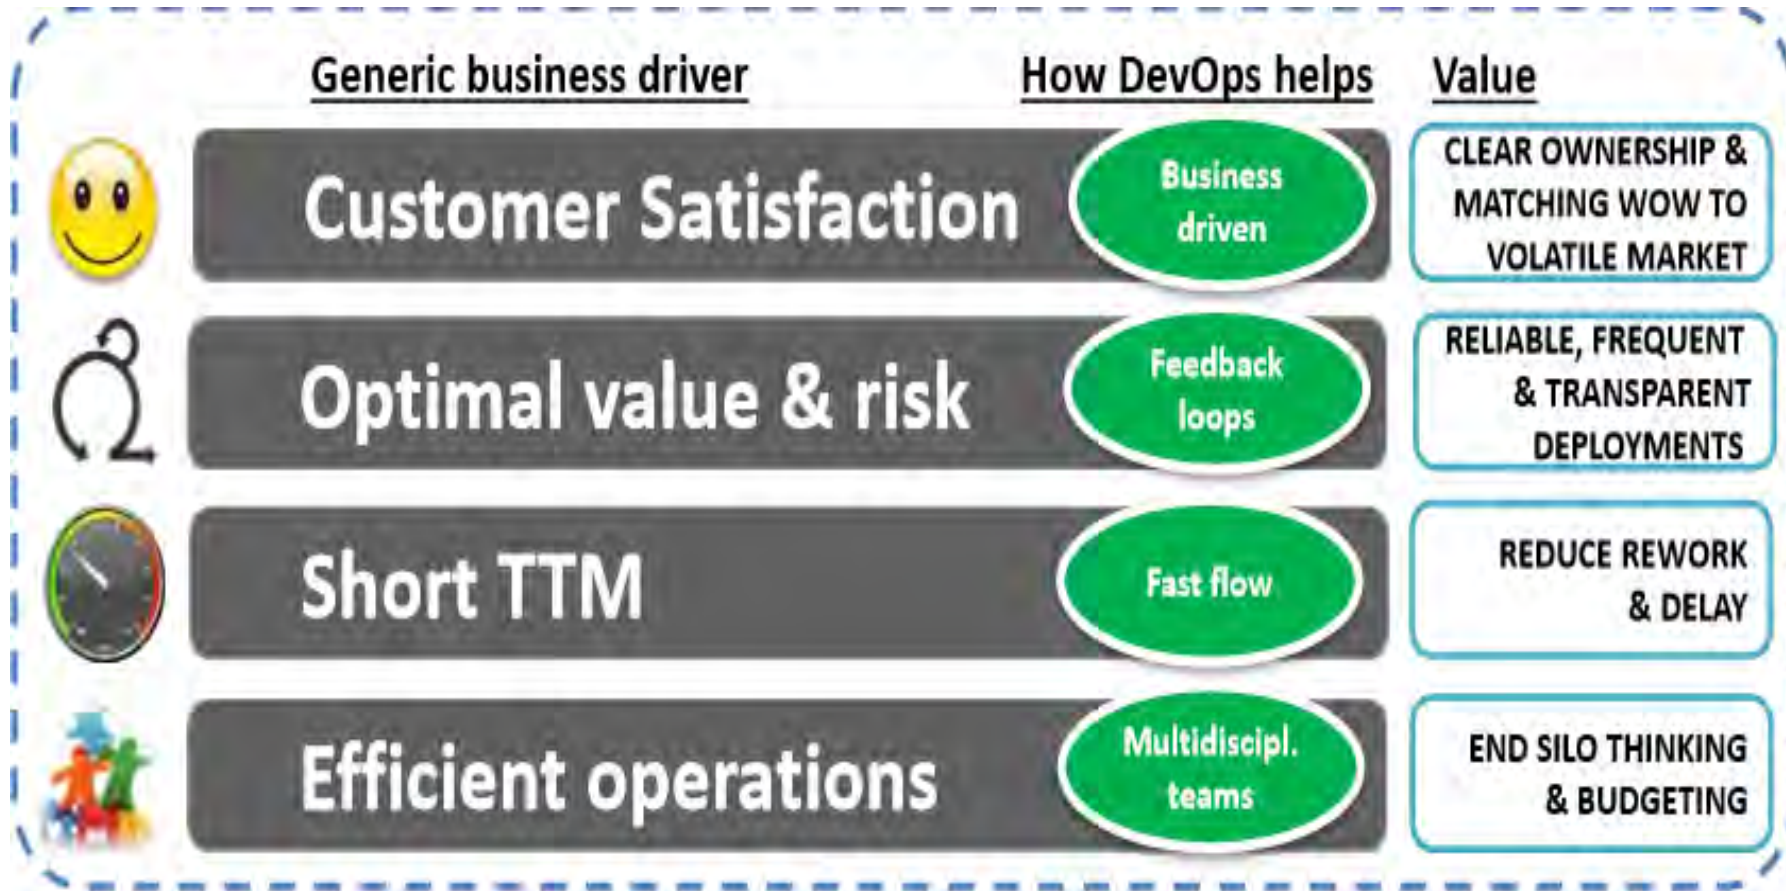 Generic business driver How DevOps helps Value
Customer Satisfaction
Business
driven
CLEAR OWNERSHIP &
MATCHING WOW TO
VOLATILE MARKET
Optimal value & risk
Feedback
loops
RELIABLE, FREQUENT
& TRANSPARENT
DEPLOYMENTS
Short TTM
Fast flow
REDUCE REWORK
& DELAY
Efficient operations
Multidiscipl.
teams
END SILO THINKING
& BUDGETING